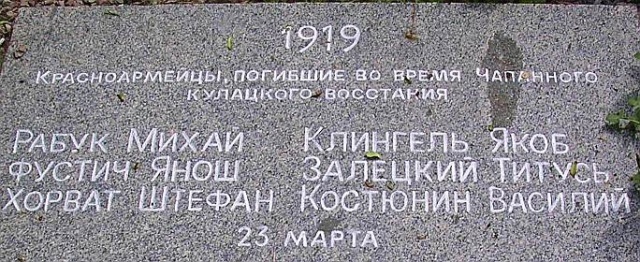 1919
Красноармейцы, погибшие во время Чапанного
кулацкого восстания
Рабук Михай Клингель Якоб
Фустич Янош Залецкий Титусь
Хорват Штефан Костюнин Василий
23 марта